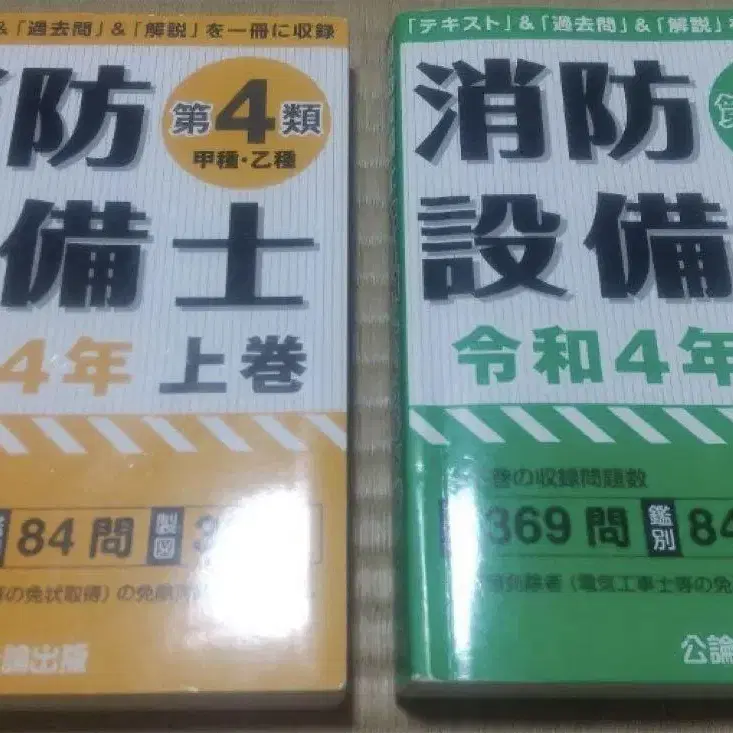 &「過去問」&「解説」を一冊に収録
防
第4類
甲種・乙種
備士
4年 上巻
84問 製図
の免状取得)の免除
論出版
「テキスト」&「過去問」&「解説」を
消防
設備
令和4年
巻の収録問題数
369問 鑑別 84
免除者(電気工事士等の免
公論